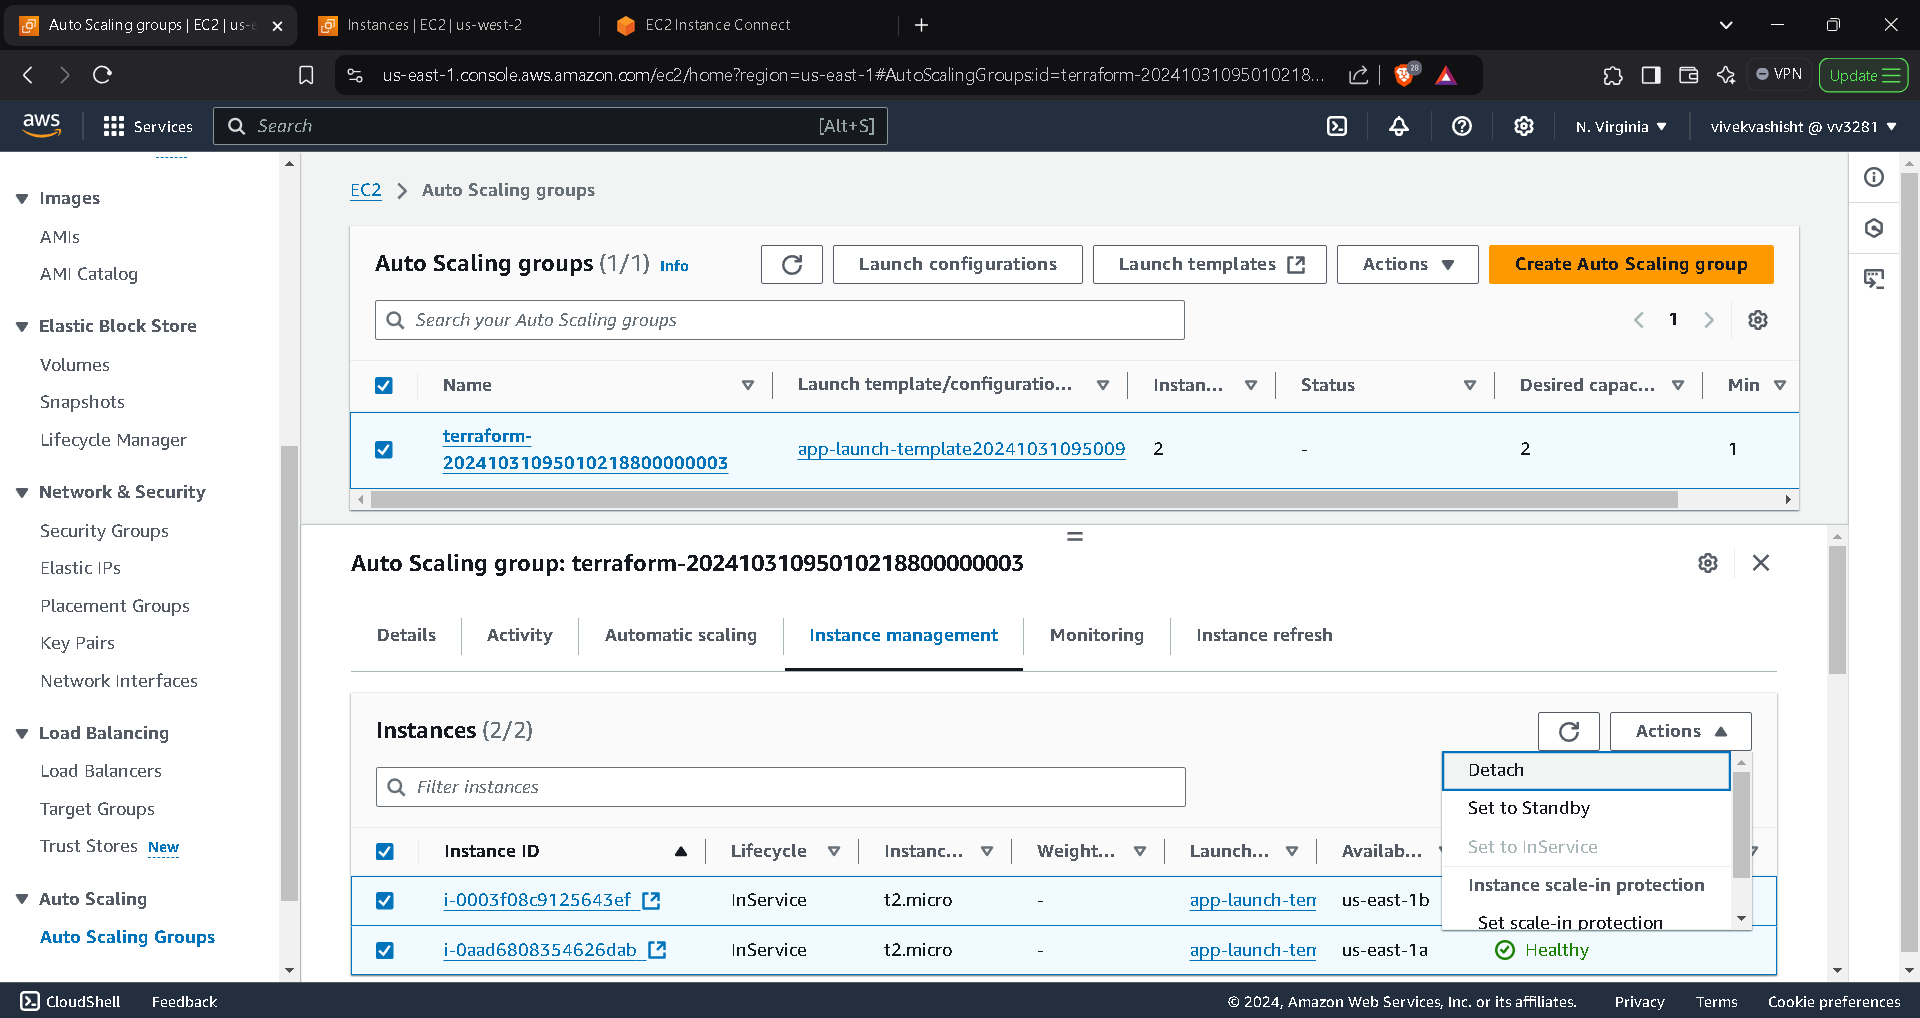 Auto Scaling groups | EC2 | us-e
Instances | EC2 | us-west-2
EC2 Instance Connect
us-east-1.console.aws.amazon.com/ec2/home?region=us-east-1#AutoScalingGroups:id=terraform-20241031095010218...
28
VPN
Update
aws
Services
Search
[Alt+S]
N. Virginia
vivekvashisht @ vv3281
Images
AMIs
AMI Catalog
Elastic Block Store
Volumes
Snapshots
Lifecycle Manager
Network & Security
Security Groups
Elastic IPs
Placement Groups
Key Pairs
Network Interfaces
Load Balancing
Load Balancers
Target Groups
Trust Stores New
Auto Scaling
Auto Scaling Groups
EC2 > Auto Scaling groups
Auto Scaling groups (1/1) Info
Launch configurations
Launch templates
Actions
Create Auto Scaling group
Search your Auto Scaling groups
1
Name
Launch template/configuratio...
Instan...
Status
Desired capac...
Min
terraform-
20241031095010218800000003
app-launch-template20241031095009
2
-
2
1
Auto Scaling group: terraform-20241031095010218800000003
Details
Activity
Automatic scaling
Instance management
Monitoring
Instance refresh
Instances (2/2)
Actions
Filter instances
Detach
Set to Standby
Set to InService
Instance scale-in protection
Set scale-in protection
Instance ID
Lifecycle
Instanc...
Weight...
Launch...
Availab...
i-0003f08c9125643ef
InService
t2.micro
-
app-launch-ten
us-east-1b
i-0aad6808354626dab
InService
t2.micro
-
app-launch-ten
us-east-1a
Healthy
CloudShell
Feedback
© 2024, Amazon Web Services, Inc. or its affiliates.
Privacy
Terms
Cookie preferences